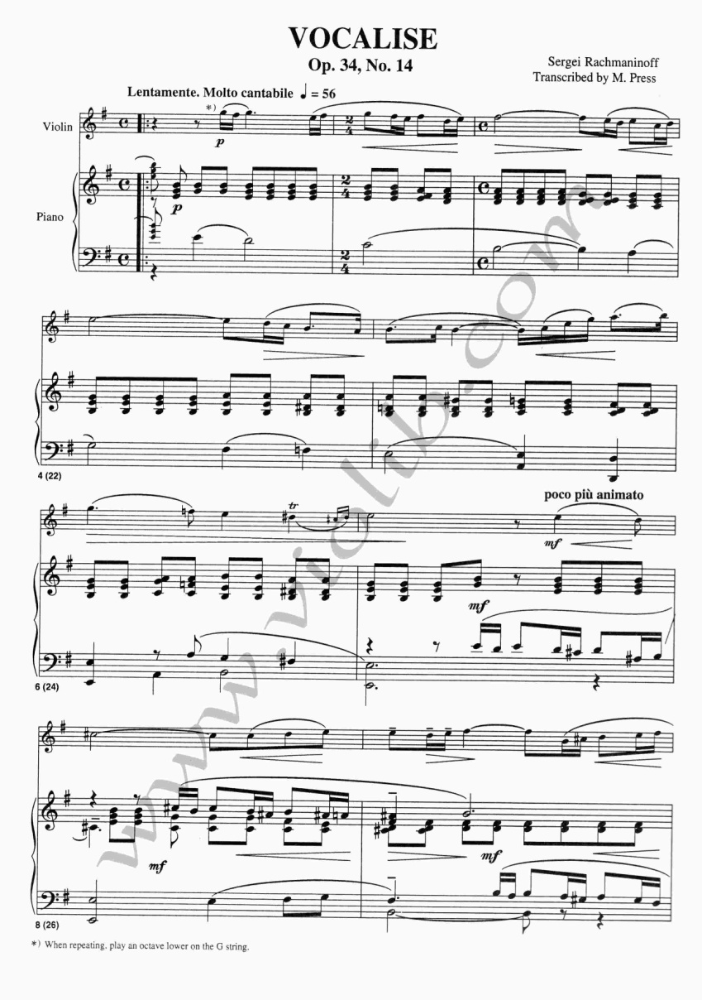 VOCALISE
Op. 34, No. 14
Sergei Rachmaninoff
Transcribed by M. Press
Lentamente. Molto cantabile ♩ = 56
*)
Violin
p
Piano
p
4 (22)
poco più animato
tr
mf
mf
6 (24)
mf
mf
8 (26)
*) When repeating, play an octave lower on the G string.
www.violib.com